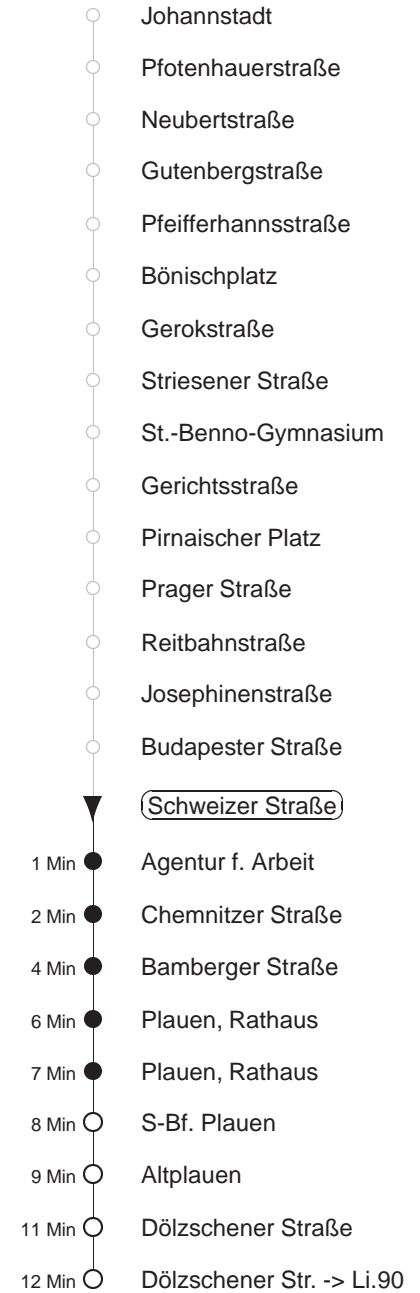 Johannstadt
Pfotenhauerstraße
Neubertstraße
Gutenbergstraße
Pfeifferhannsstraße
Bönischplatz
Gerokstraße
Striesener Straße
St.-Benno-Gymnasium
Gerichtsstraße
Pirnaischer Platz
Prager Straße
Reitbahnstraße
Josephinenstraße
Budapester Straße
Schweizer Straße
1 Min Agentur f. Arbeit
2 Min Chemnitzer Straße
4 Min Bamberger Straße
6 Min Plauen, Rathaus
7 Min Plauen, Rathaus
8 Min S-Bf. Plauen
9 Min Altplauen
11 Min Dölzschener Straße
12 Min Dölzschener Str. -> Li.90